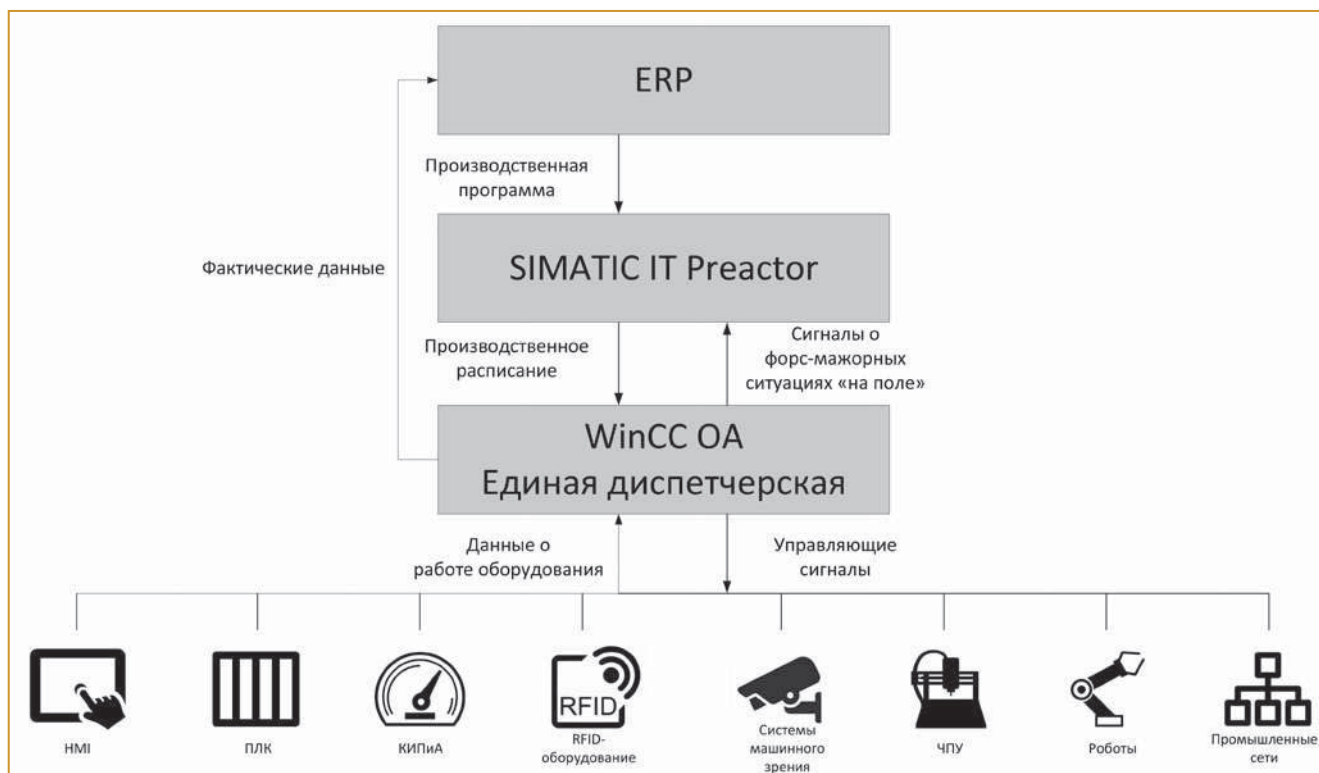 ERP
Производственная
программа
Фактические данные
SIMATIC IT Preactor
Производственное
расписание
Сигналы о
форс-мажорных
ситуациях «на поле»
WinCC OA
Единая диспетчерская
Данные о
работе оборудования
Управляющие
сигналы
HMI
ПЛК
КИПиА
RFID
RFID-
оборудование
Системы
машинного
зрения
ЧПУ
Роботы
Промышленные
сети